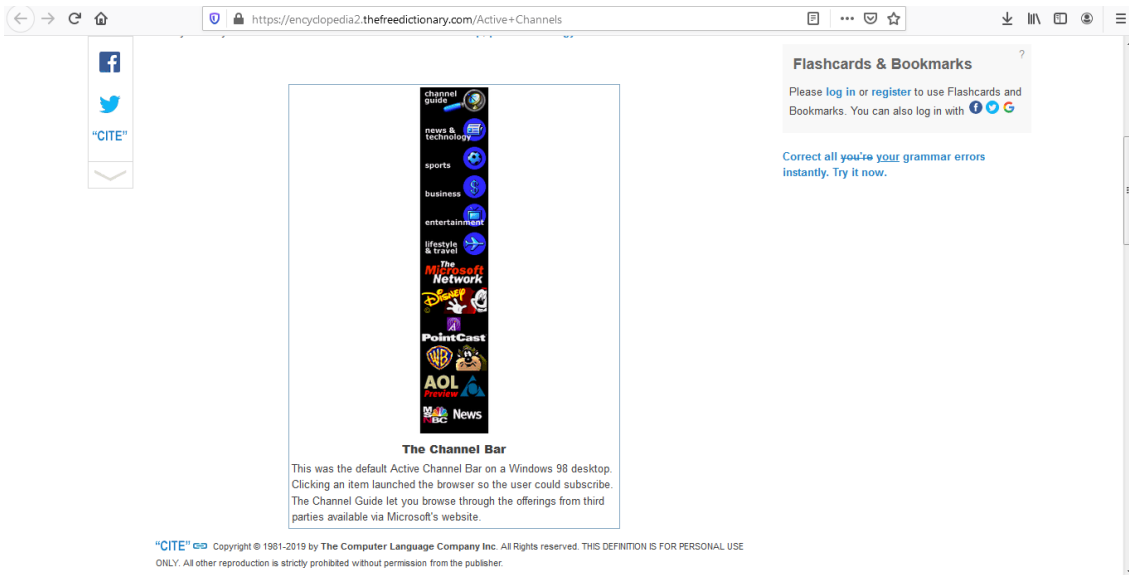 https://encyclopedia2.thefreedictionary.com/Active+Channels
“CITE”
channel
guide
news &
technology
sports
business
entertainment
lifestyle
& travel
The
Microsoft
Network
DISNEY
©
PointCast
WB
AOL
Preview
MSNBC News
The Channel Bar
This was the default Active Channel Bar on a Windows 98 desktop.
Clicking an item launched the browser so the user could subscribe.
The Channel Guide let you browse through the offerings from third
parties available via Microsoft's website.
“CITE” Copyright © 1981-2019 by The Computer Language Company Inc. All Rights reserved. THIS DEFINITION IS FOR PERSONAL USE
ONLY. All other reproduction is strictly prohibited without permission from the publisher.
Flashcards & Bookmarks ?
Please log in or register to use Flashcards and
Bookmarks. You can also log in with
Correct all you're your grammar errors
instantly. Try it now.